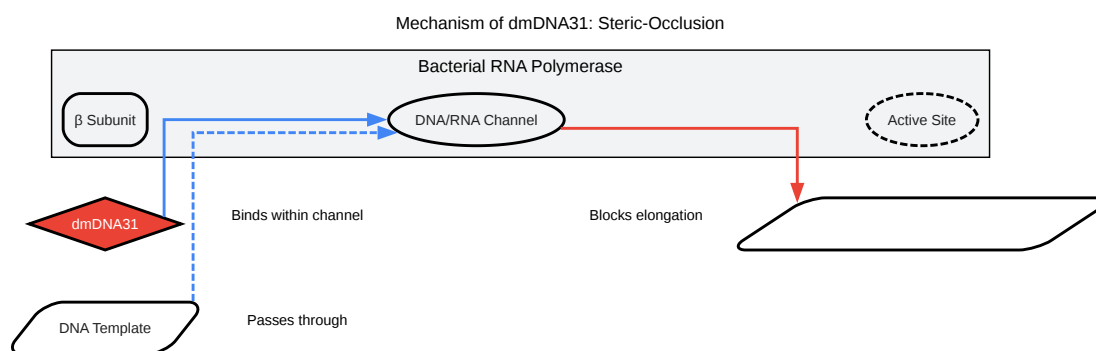 Mechanism of dmDNA31: Steric-Occlusion
Bacterial RNA Polymerase
β Subunit
DNA/RNA Channel
Active Site
dmDNA31
Binds within channel
Blocks elongation
DNA Template
Passes through